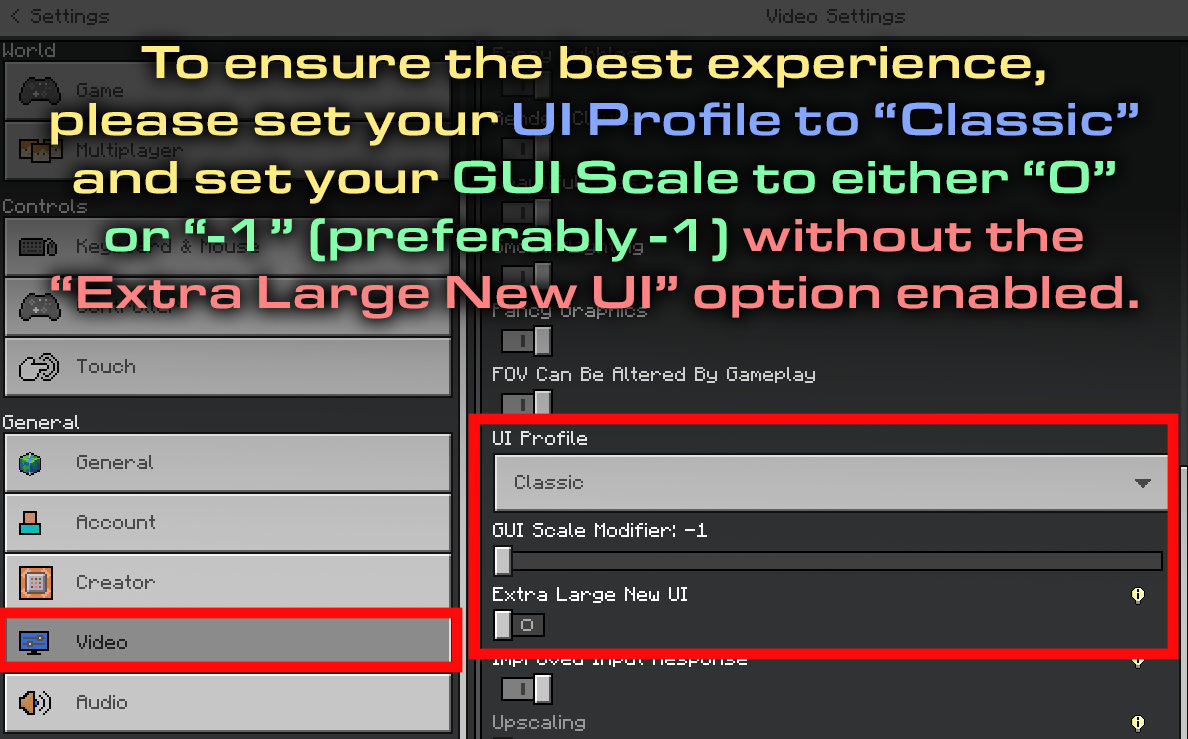 Settings
Video Settings
World
To ensure the best experience,
please set your UI Profile to “Classic”
and set your GUI Scale to either “0”
or “-1” (preferably -1) without the
“Extra Large New UI” option enabled.
Game
Multiplayer
Controls
Keyboard & Mouse
Controller
Touch
General
General
Account
Creator
Video
Audio
Fancy Bubbles
Fancy Graphics
FOV Can Be Altered By Gameplay
UI Profile
Classic
GUI Scale Modifier: -1
Extra Large New UI
Improved Input Response
Upscaling